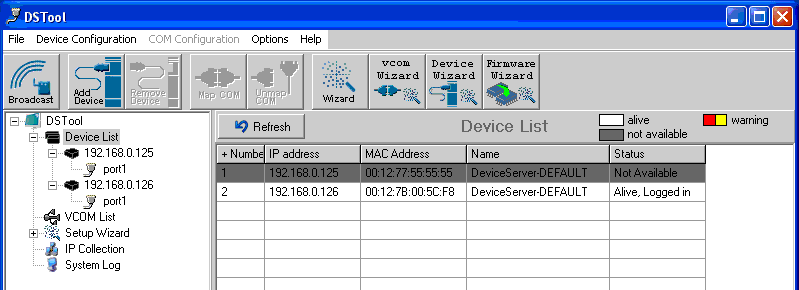 DSTool
File Device Configuration COM Configuration Options Help
Broadcast
Add Device
Remove Device
Map COM
Unmap COM
Wizard
vcom Wizard
Device Wizard
Firmware Wizard
DSTool
Device List
192.168.0.125
port1
192.168.0.126
port1
VCOM List
Setup Wizard
IP Collection
System Log
Refresh
Device List
alive
warning
not available
+ Numbe IP address MAC Address Name Status
1 192.168.0.125 00:12:77:55:55:55 DeviceServer-DEFAULT Not Available
2 192.168.0.126 00:12:7B:00:5C:F8 DeviceServer-DEFAULT Alive, Logged in